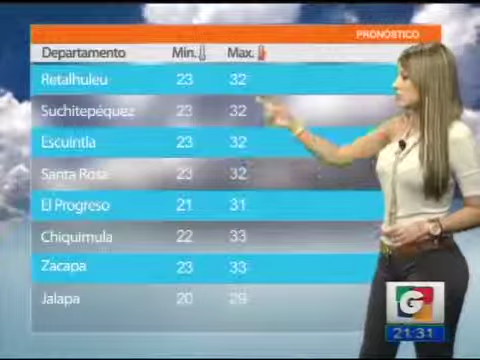 PRONÓSTICO
Departamento Min. Max.
Retalhuleu 23 32
Suchitepéquez 23 32
Escuintla 23 32
Santa Rosa 23 32
El Progreso 21 31
Chiquimula 22 33
Zacapa 23 33
Jalapa 20 29
G
21:31